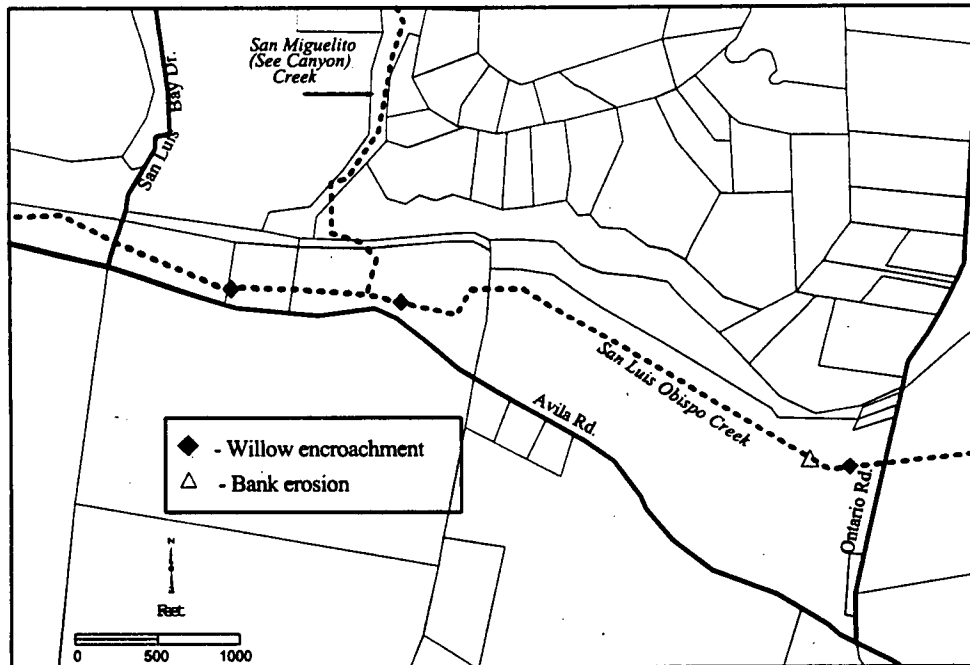 San Miguelito
(See Canyon)
Creek
San Luis Bay Dr.
San Luis Obispo Creek
Avila Rd.
Ontario Rd.
- Willow encroachment
- Bank erosion
N
Feet
0 500 1000